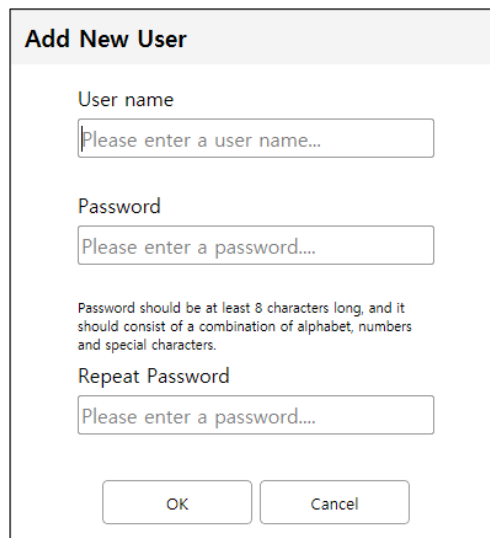 Add New User
User name
Please enter a user name...
Password
Please enter a password....
Password should be at least 8 characters long, and it
should consist of a combination of alphabet, numbers
and special characters.
Repeat Password
Please enter a password....
OK
Cancel